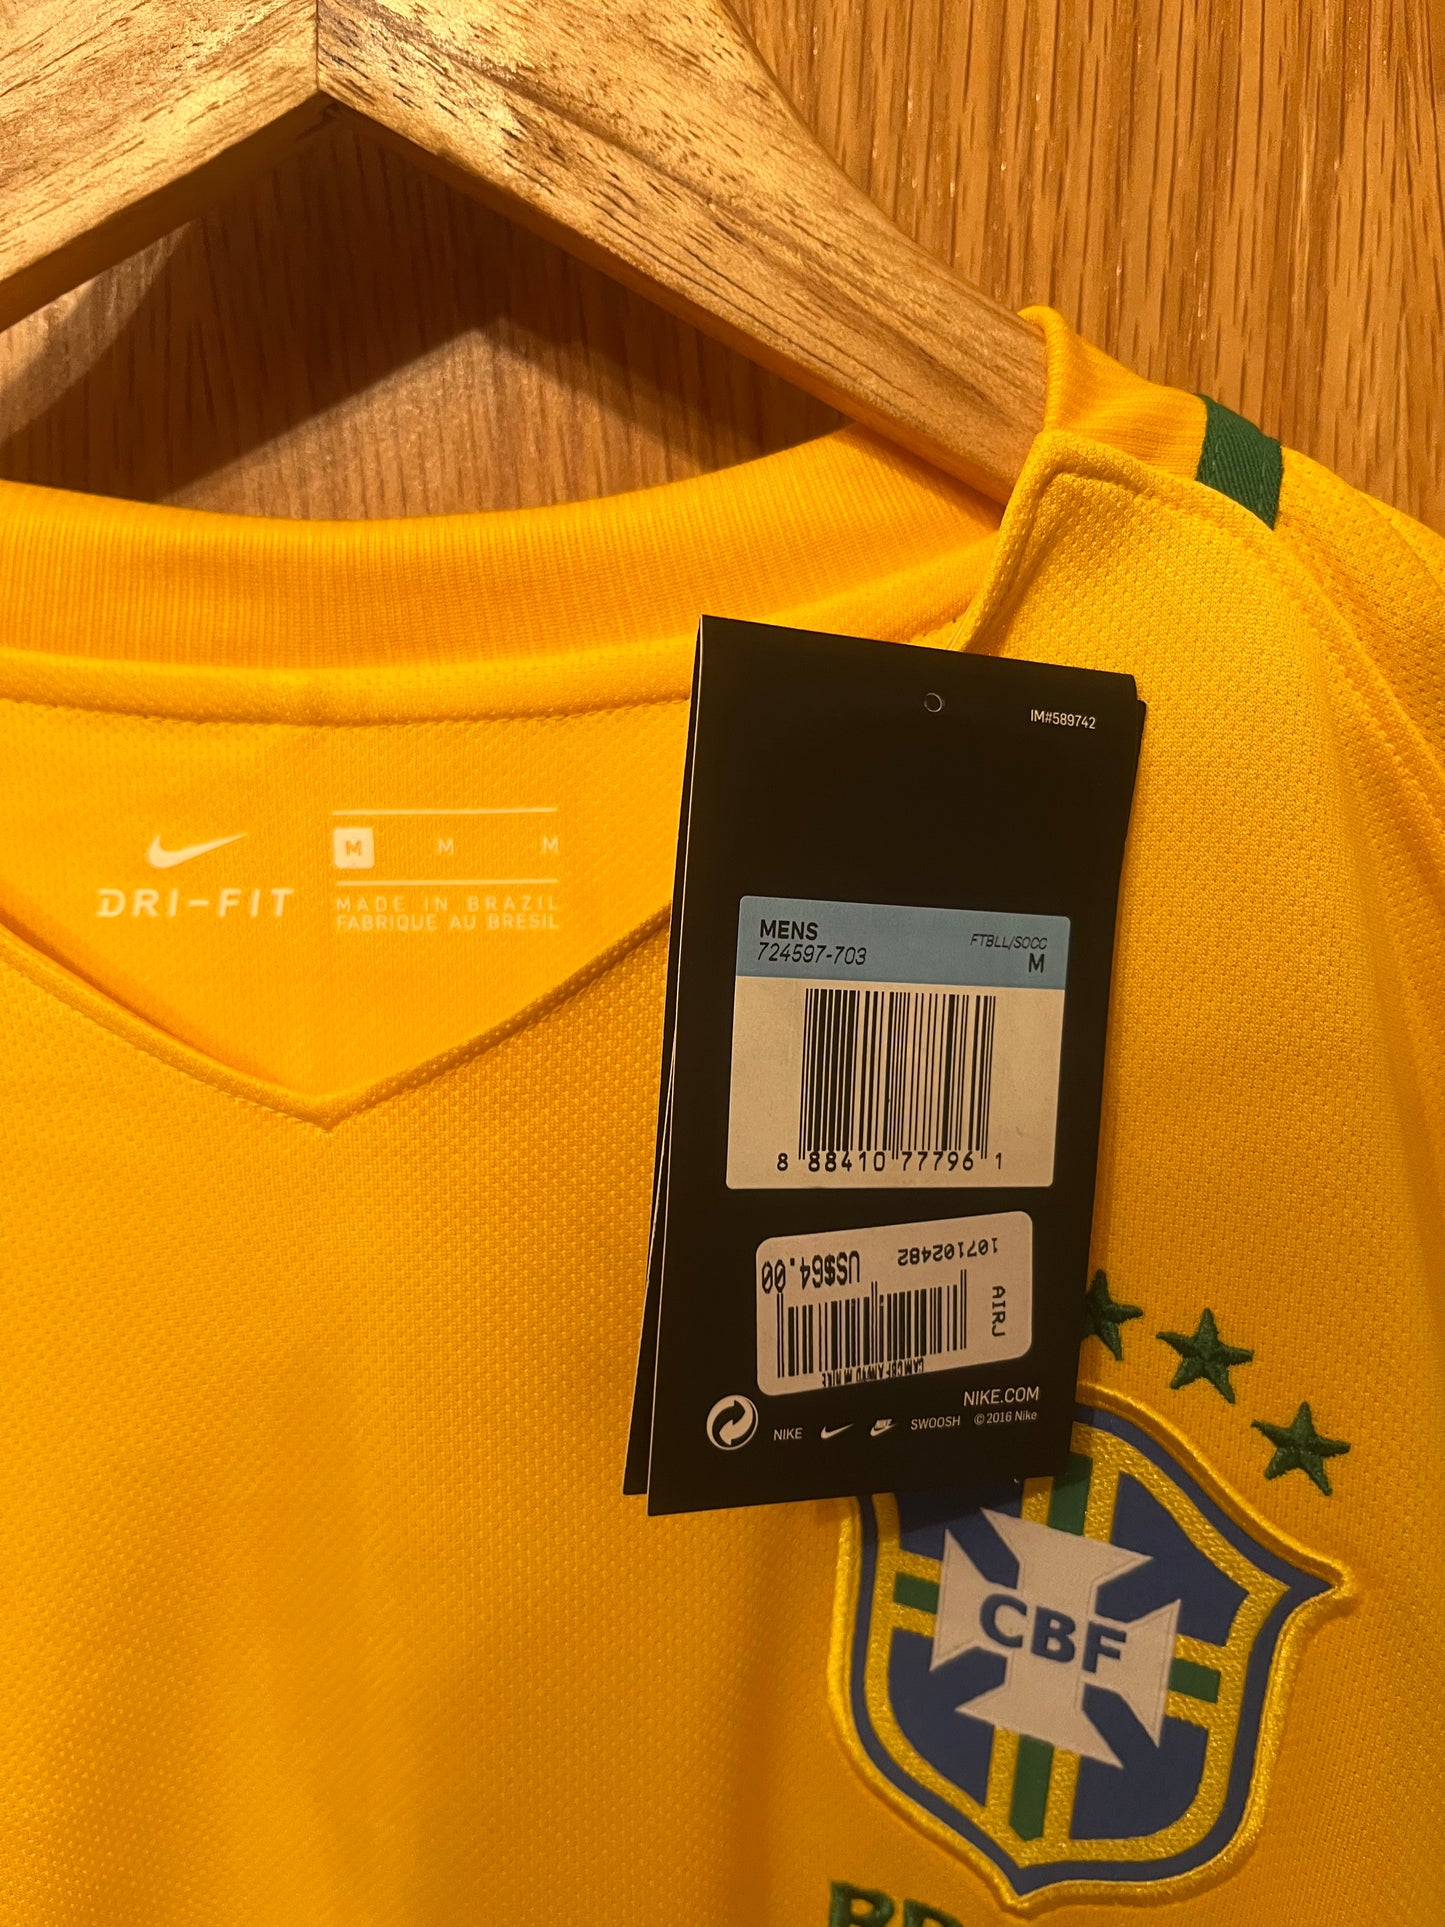 IM#589742
M M M
DRI-FIT
MADE IN BRAZIL
FABRIQUE AU BRESIL
MENS
724597-703
FTBLL/SOCC
M
8 88410 77796 1
107102482
US$64.00
AIRJ
NIKE.COM
NIKE SWOOSH © 2016 Nike
CBF